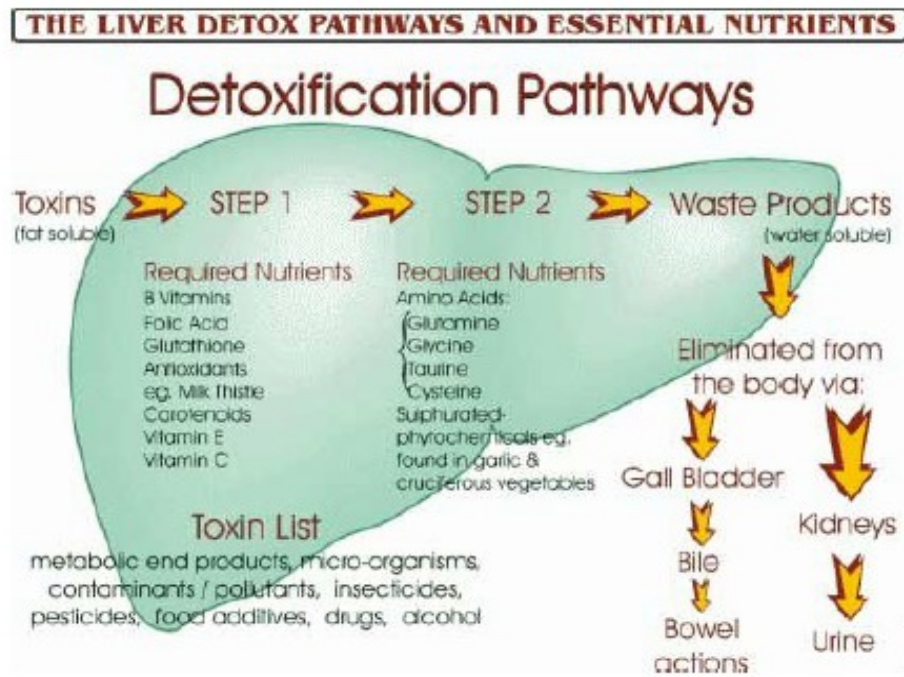 THE LIVER DETOX PATHWAYS AND ESSENTIAL NUTRIENTS
Detoxification Pathways
Toxins
(fat soluble)
STEP 1
STEP 2
Waste Products
(water soluble)
Required Nutrients
B Vitamins
Folic Acid
Glutathione
Antioxidants
eg. Milk Thistle
Carotenoids
Vitamin E
Vitamin C
Required Nutrients
Amino Acids:
Glutamine
Glycine
Taurine
Cysteine
Sulphurated-
phytochemicals eg.
found in garlic &
cruciferous vegetables
Eliminated from
the body via:
Gall Bladder
Bile
Bowel
actions
Kidneys
Urine
Toxin List
metabolic end products, micro-organisms,
contaminants / pollutants, insecticides,
pesticides, food additives, drugs, alcohol